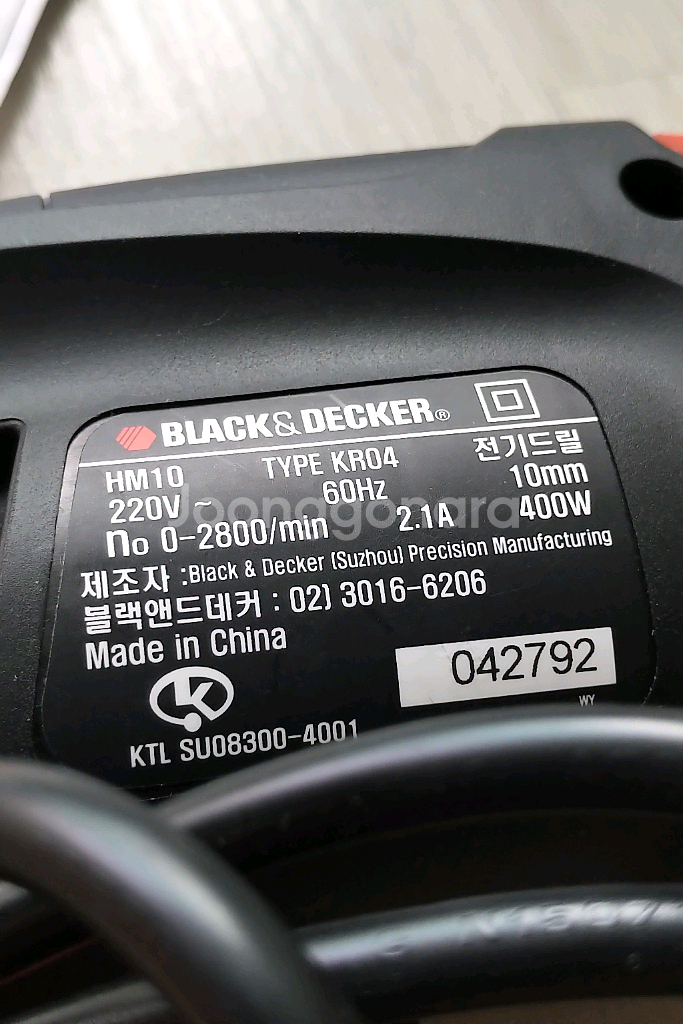 BLACK&DECKER®
HM10 TYPE KR04 전기드릴
220V ~ 60Hz 10mm
no 0-2800/min 2.1A 400W
제조자 :Black & Decker (Suzhou) Precision Manufacturing
블랙앤드데커 : 02) 3016-6206
Made in China
042792
WY
KTL SU08300-4001
Joonggonara